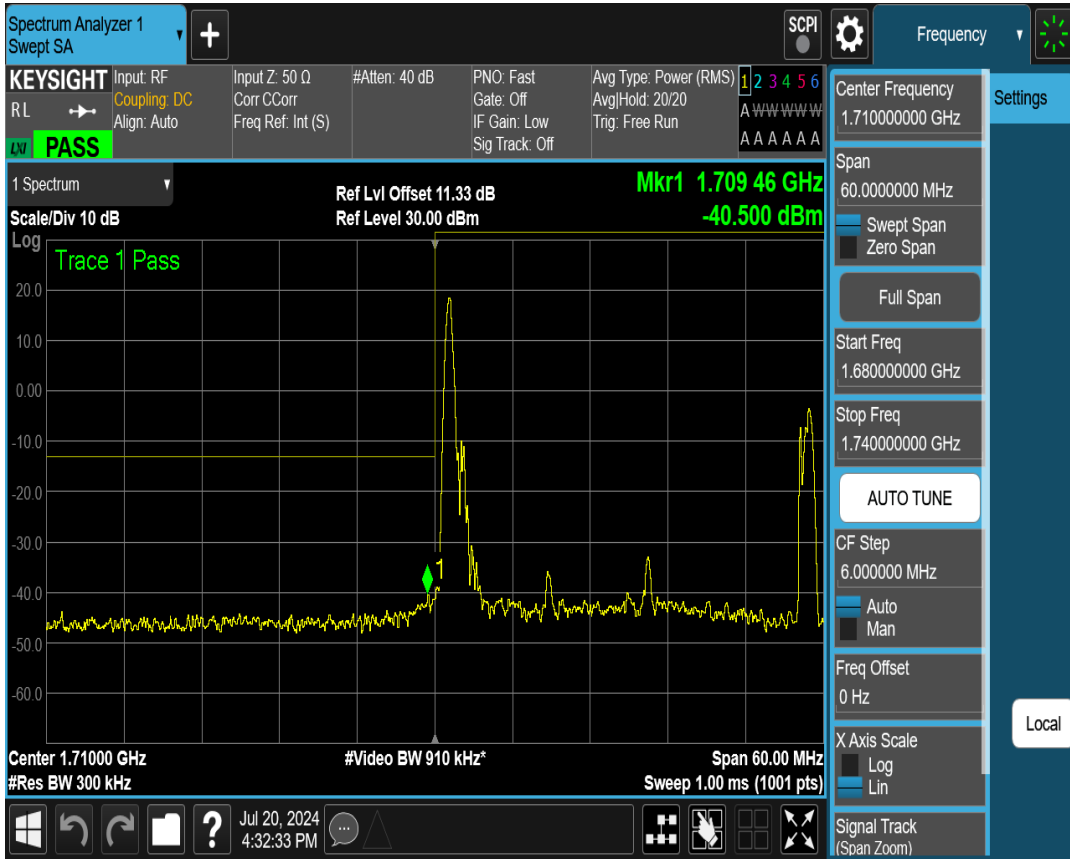 Spectrum Analyzer 1
Swept SA
+
SCPI
Frequency
KEYSIGHT
RL
LXI PASS
Input: RF
Coupling: DC
Align: Auto
Input Z: 50 Ω
Corr CCorr
Freq Ref: Int (S)
#Atten: 40 dB
PNO: Fast
Gate: Off
IF Gain: Low
Sig Track: Off
Avg Type: Power (RMS)
Avg|Hold: 20/20
Trig: Free Run
1 2 3 4 5 6
A W W W W W
A A A A A A
1 Spectrum
Scale/Div 10 dB
Log
Ref Lvl Offset 11.33 dB
Ref Level 30.00 dBm
Mkr1 1.709 46 GHz
-40.500 dBm
Trace 1 Pass
20.0
10.0
0.00
-10.0
-20.0
-30.0
-40.0
-50.0
-60.0
1
Center 1.71000 GHz
#Res BW 300 kHz
#Video BW 910 kHz*
Span 60.00 MHz
Sweep 1.00 ms (1001 pts)
Center Frequency
1.710000000 GHz
Span
60.0000000 MHz
Swept Span
Zero Span
Full Span
Start Freq
1.680000000 GHz
Stop Freq
1.740000000 GHz
AUTO TUNE
CF Step
6.000000 MHz
Auto
Man
Freq Offset
0 Hz
X Axis Scale
Log
Lin
Signal Track
(Span Zoom)
Settings
Local
?
Jul 20, 2024
4:32:33 PM